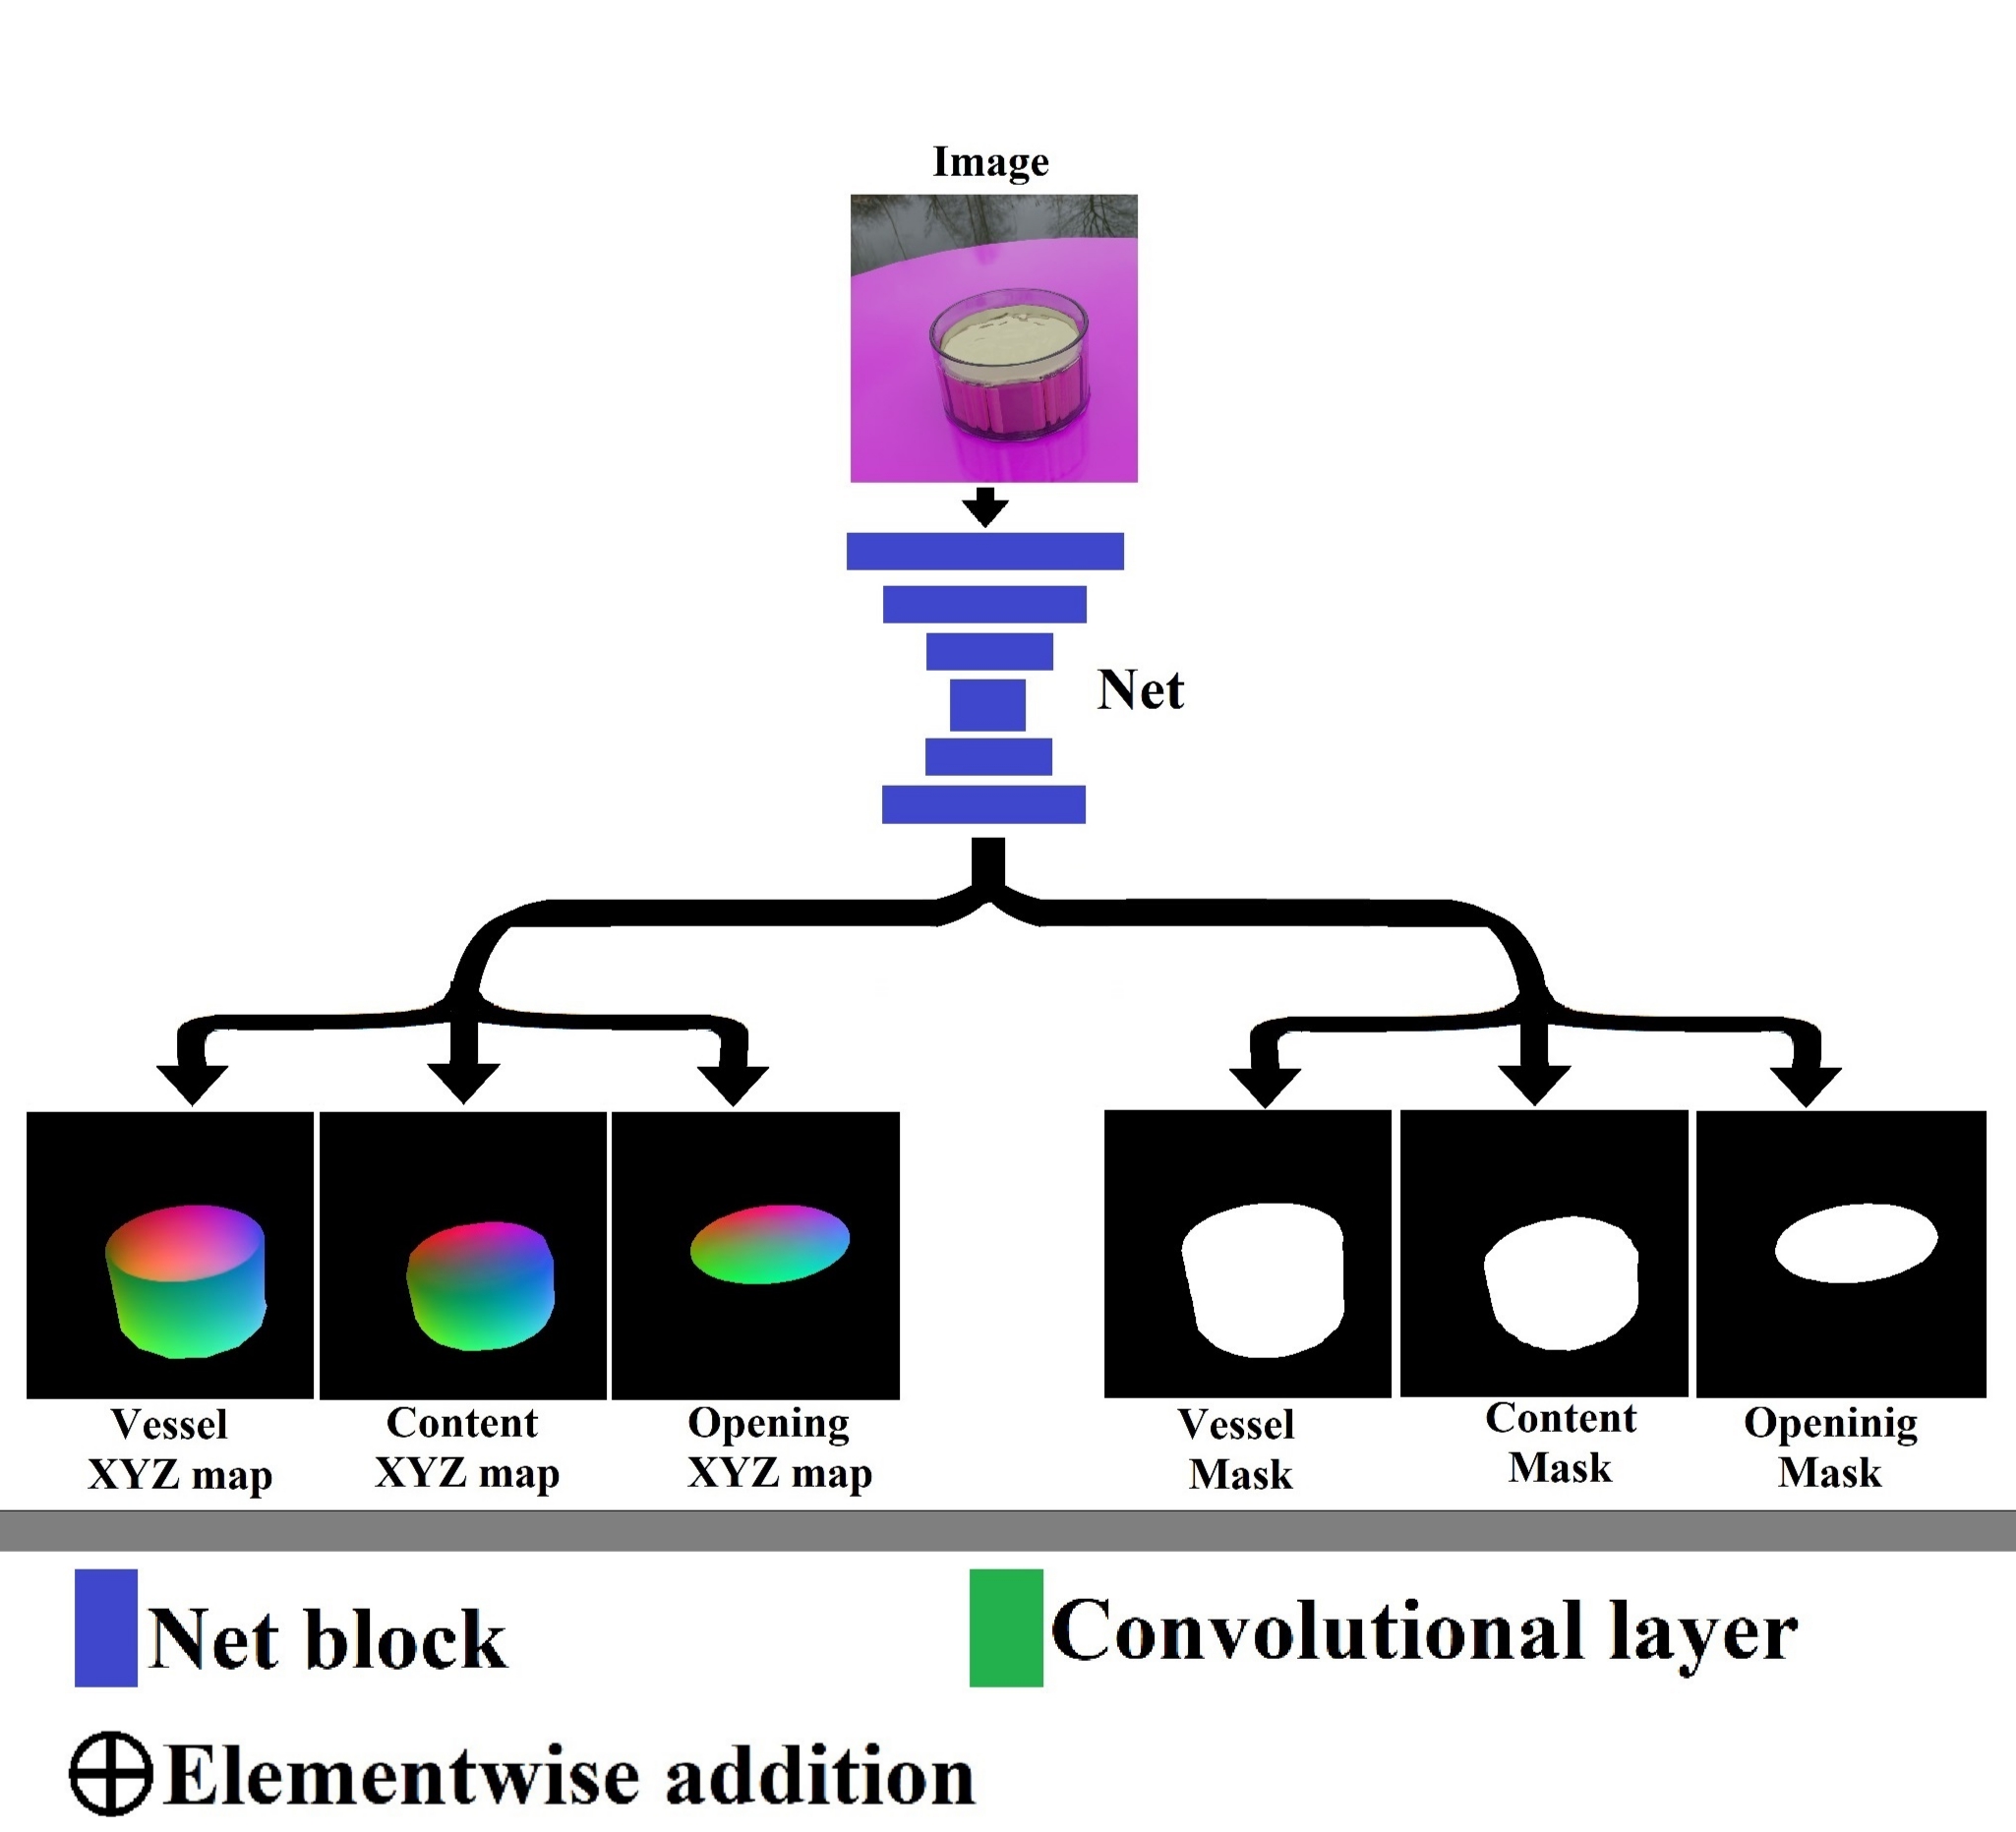 Image
Net
Vessel
XYZ map
Content
XYZ map
Opening
XYZ map
Vessel
Mask
Content
Mask
Openinig
Mask
Net block
Convolutional layer
Elementwise addition